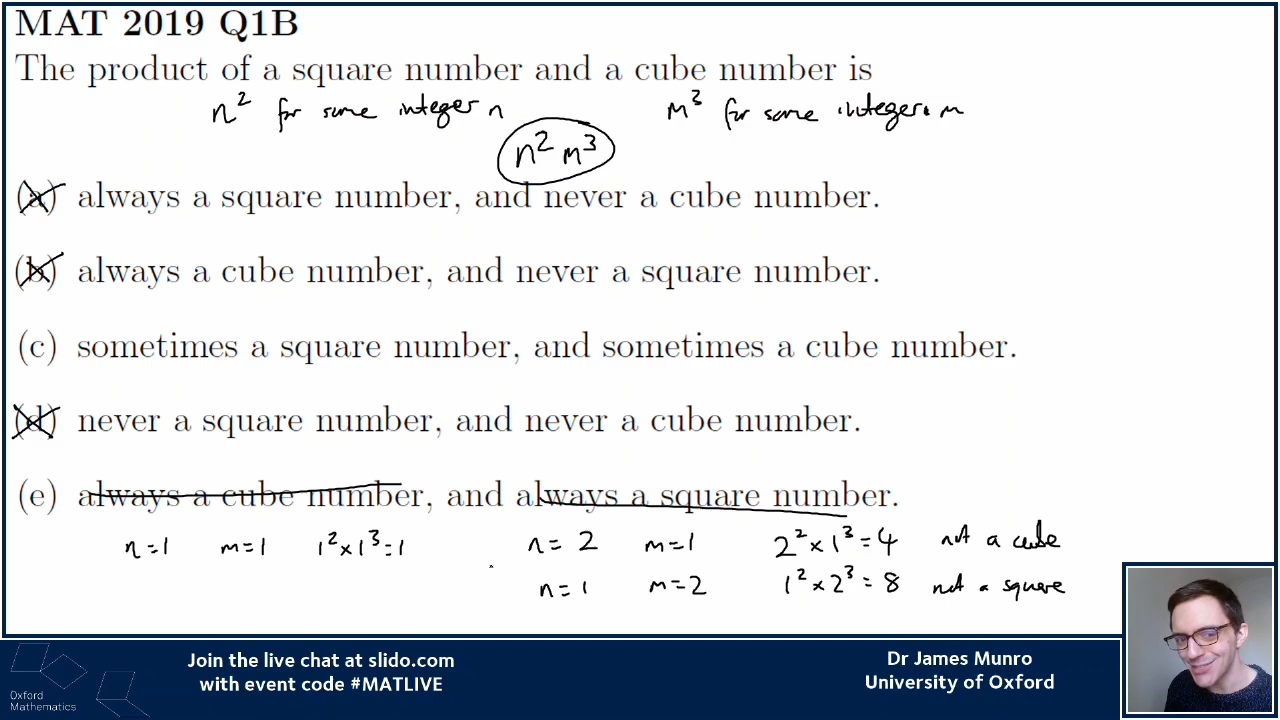 MAT 2019 Q1B
The product of a square number and a cube number is
n² for some integer n m³ for some integer m
n² m³
(a) always a square number, and never a cube number.
(b) always a cube number, and never a square number.
(c) sometimes a square number, and sometimes a cube number.
(d) never a square number, and never a cube number.
(e) always a cube number, and always a square number.
n=1 m=1 1²×1³=1 n=2 m=1 2²×1³=4 not a cube
n=1 m=2 1²×2³=8 not a square
Oxford
Mathematics
Join the live chat at slido.com
with event code #MATLIVE
Dr James Munro
University of Oxford